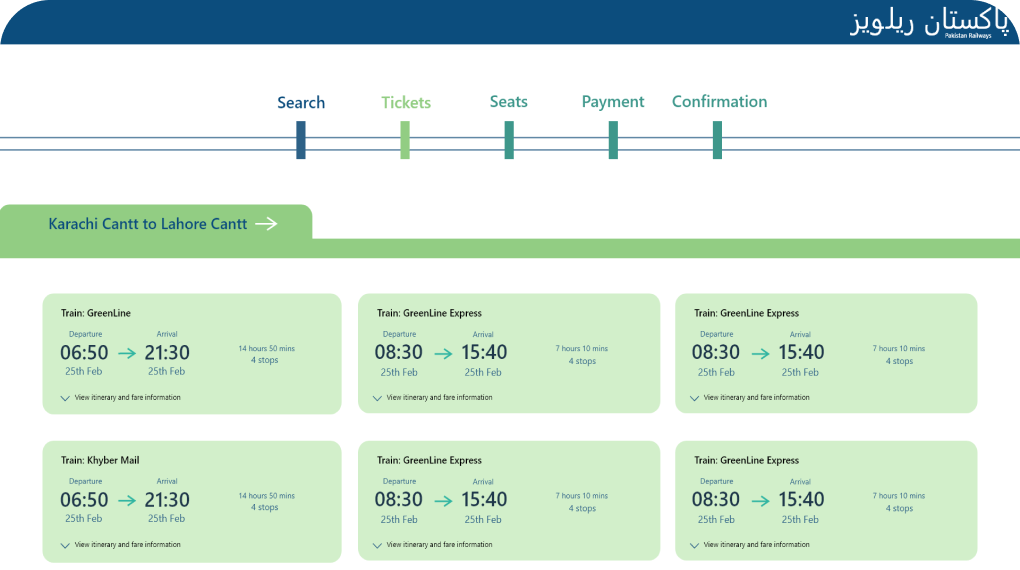 پاکستان ریلویز
Pakistan Railways
Search Tickets Seats Payment Confirmation
Karachi Cantt to Lahore Cantt
Train: GreenLine
Departure Arrival
06:50 21:30
14 hours 50 mins
4 stops
25th Feb 25th Feb
View itinerary and fare information
Train: GreenLine Express
Departure Arrival
08:30 15:40
7 hours 10 mins
4 stops
25th Feb 25th Feb
View itinerary and fare information
Train: GreenLine Express
Departure Arrival
08:30 15:40
7 hours 10 mins
4 stops
25th Feb 25th Feb
View itinerary and fare information
Train: Khyber Mail
Departure Arrival
06:50 21:30
14 hours 50 mins
4 stops
25th Feb 25th Feb
View itinerary and fare information
Train: GreenLine Express
Departure Arrival
08:30 15:40
7 hours 10 mins
4 stops
25th Feb 25th Feb
View itinerary and fare information
Train: GreenLine Express
Departure Arrival
08:30 15:40
7 hours 10 mins
4 stops
25th Feb 25th Feb
View itinerary and fare information